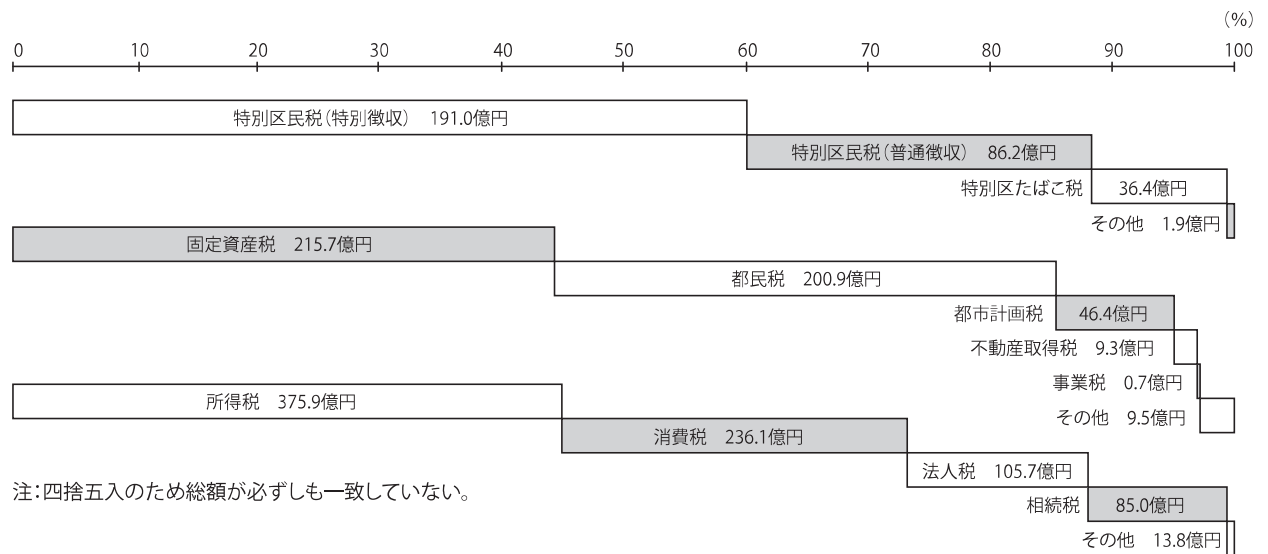 (%)
0 10 20 30 40 50 60 70 80 90 100
特別区民税(特別徴収) 191.0億円
特別区民税(普通徴収) 86.2億円
特別区たばこ税 36.4億円
その他 1.9億円
固定資産税 215.7億円
都民税 200.9億円
都市計画税 46.4億円
不動産取得税 9.3億円
事業税 0.7億円
その他 9.5億円
所得税 375.9億円
消費税 236.1億円
法人税 105.7億円
相続税 85.0億円
その他 13.8億円
注:四捨五入のため総額が必ずしも一致していない。